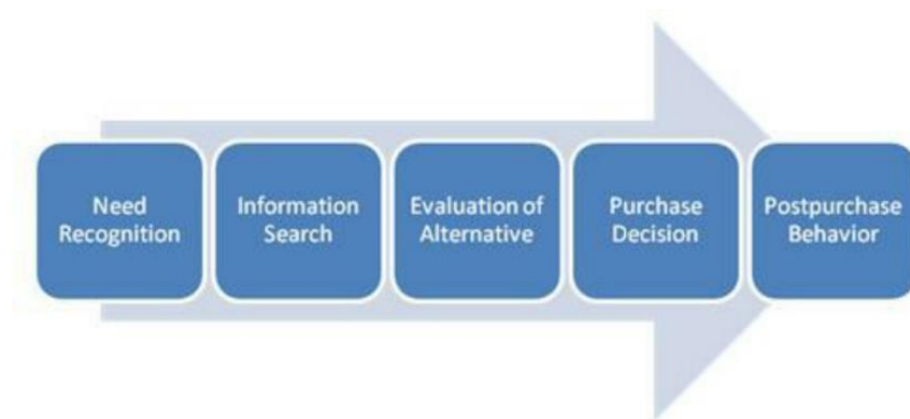 Need
Recognition
Information
Search
Evaluation of
Alternative
Purchase
Decision
Postpurchase
Behavior